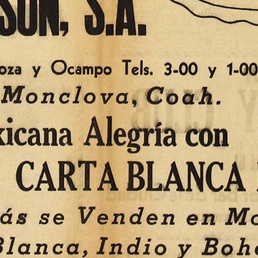 SON, S.A.
oza y Ocampo Tels. 3-00 y 1-00
Monclova, Coah.
xicana Alegría con
CARTA BLANCA
ás se Venden en Mo
Blanca, Indio y Bohe